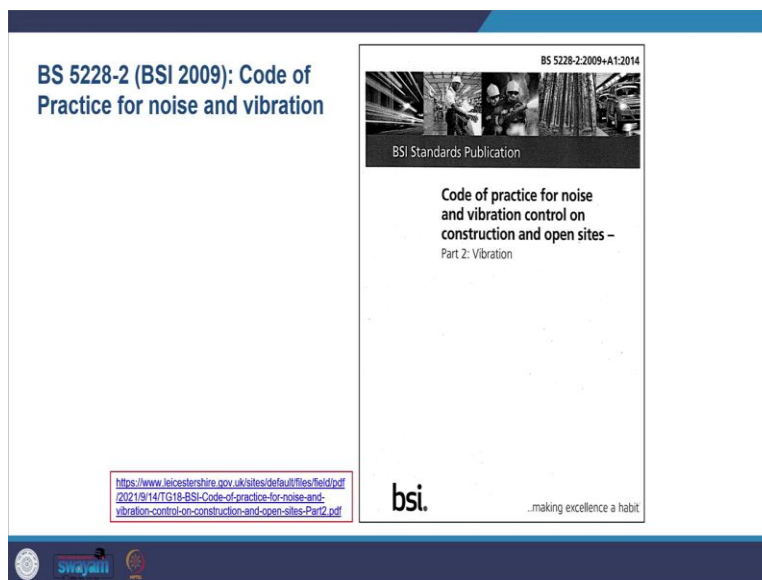 BS 5228-2 (BSI 2009): Code of
Practice for noise and vibration
BS 5228-2:2009+A1:2014
BSI Standards Publication
Code of practice for noise
and vibration control on
construction and open sites –
Part 2: Vibration
https://www.leicestershire.gov.uk/sites/default/files/field/pdf
/2021/9/14/TG18-BSI-Code-of-practice-for-noise-and-
vibration-control-on-construction-and-open-sites-Part2.pdf
bsi.
...making excellence a habit
swayam